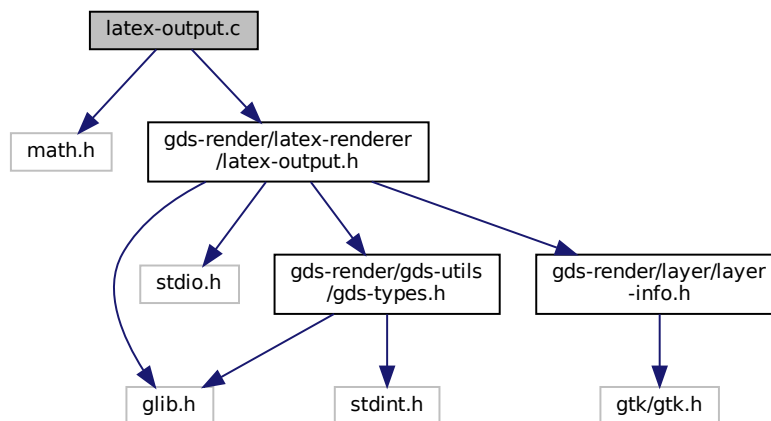 latex-output.c
math.h
gds-render/latex-renderer
/latex-output.h
stdio.h
gds-render/gds-utils
/gds-types.h
gds-render/layer/layer
-info.h
glib.h
stdint.h
gtk/gtk.h